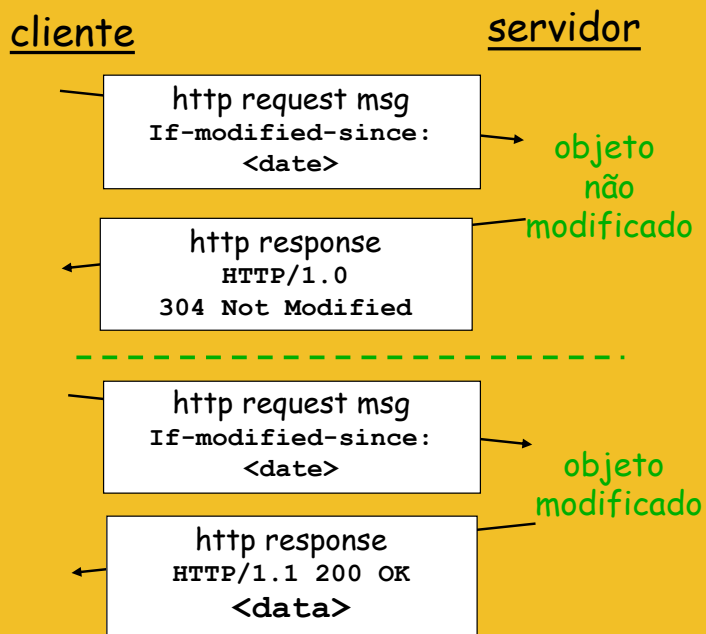 cliente
servidor
http request msg
If-modified-since:
<date>
objeto
não
modificado
http response
HTTP/1.0
304 Not Modified
http request msg
If-modified-since:
<date>
objeto
modificado
http response
HTTP/1.1 200 OK
<data>